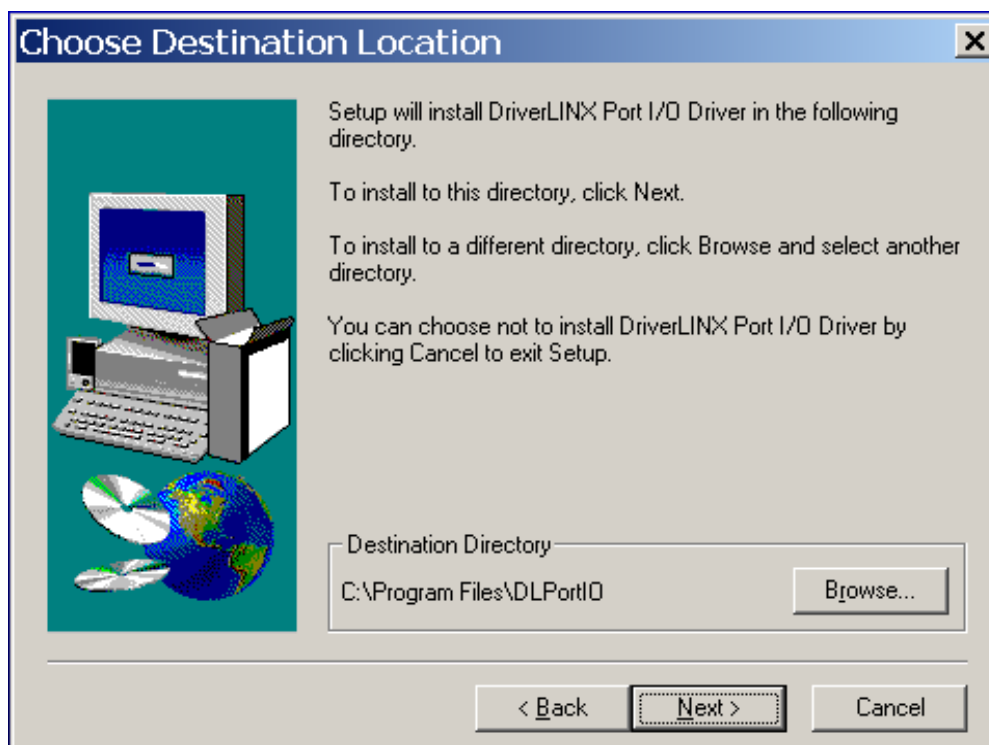 Choose Destination Location
Setup will install DriverLINX Port I/O Driver in the following
directory.
To install to this directory, click Next.
To install to a different directory, click Browse and select another
directory.
You can choose not to install DriverLINX Port I/O Driver by
clicking Cancel to exit Setup.
Destination Directory
C:\Program Files\DLPortIO
Browse...
< Back
Next >
Cancel